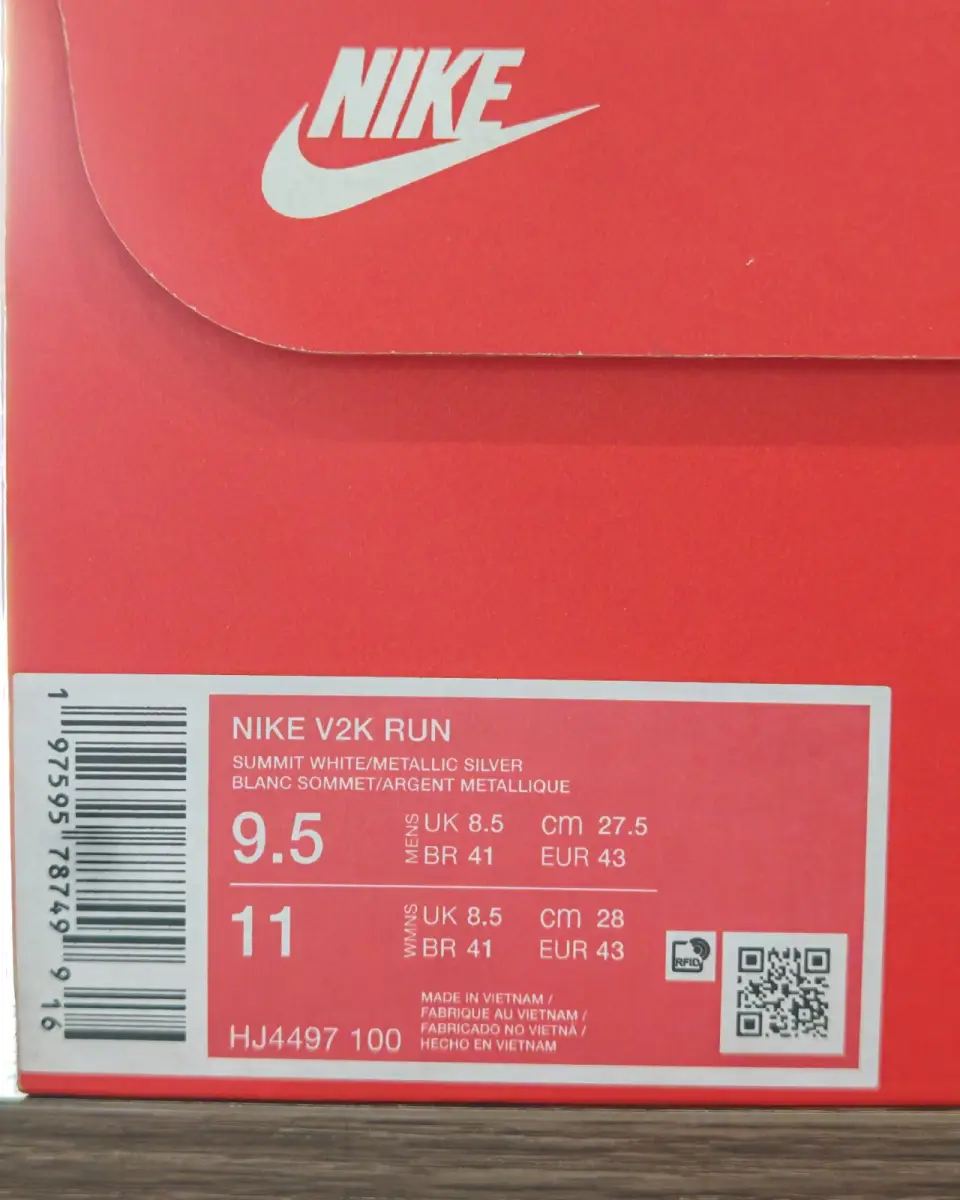 NIKE
NIKE V2K RUN
SUMMIT WHITE/METALLIC SILVER
BLANC SOMMET/ARGENT METALLIQUE
9.5
MENS
UK 8.5 cm 27.5
BR 41 EUR 43
11
WMNS
UK 8.5 cm 28
BR 41 EUR 43
RFID
HJ4497 100
MADE IN VIETNAM /
FABRIQUE AU VIETNAM /
FABRICADO NO VIETNÃ /
HECHO EN VIETNAM
1 97595 78749 9 16